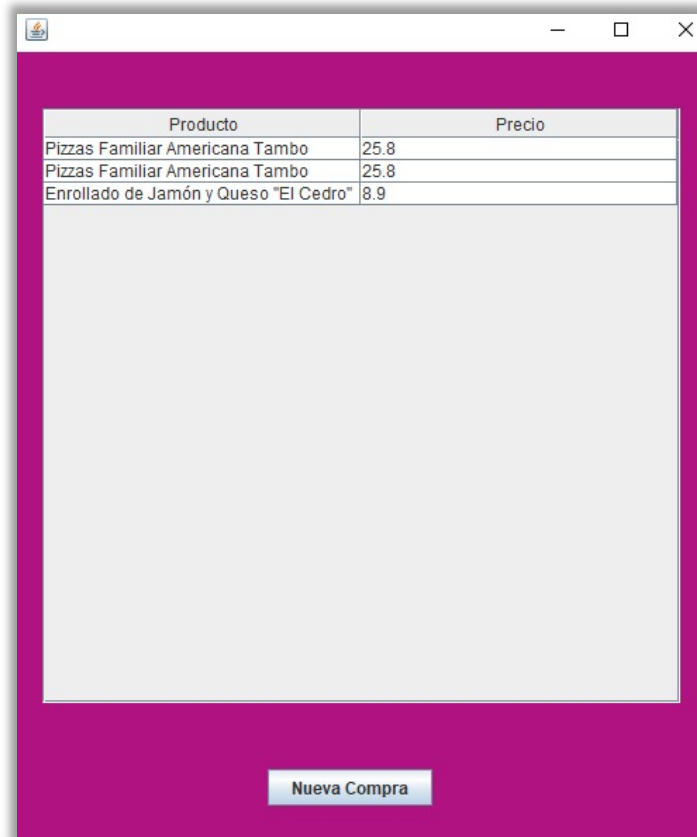 Producto Precio
Pizzas Familiar Americana Tambo 25.8
Pizzas Familiar Americana Tambo 25.8
Enrollado de Jamón y Queso "El Cedro" 8.9
Nueva Compra